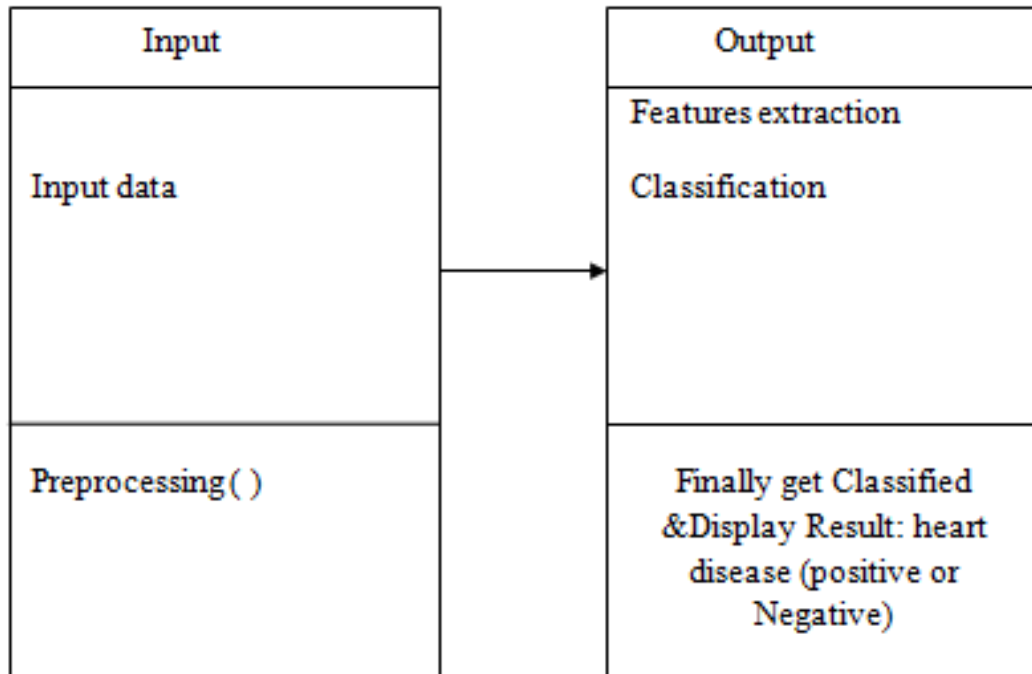 Input
Input data
Preprocessing( )
Output
Features extraction
Classification
Finally get Classified
&Display Result: heart
disease (positive or
Negative)